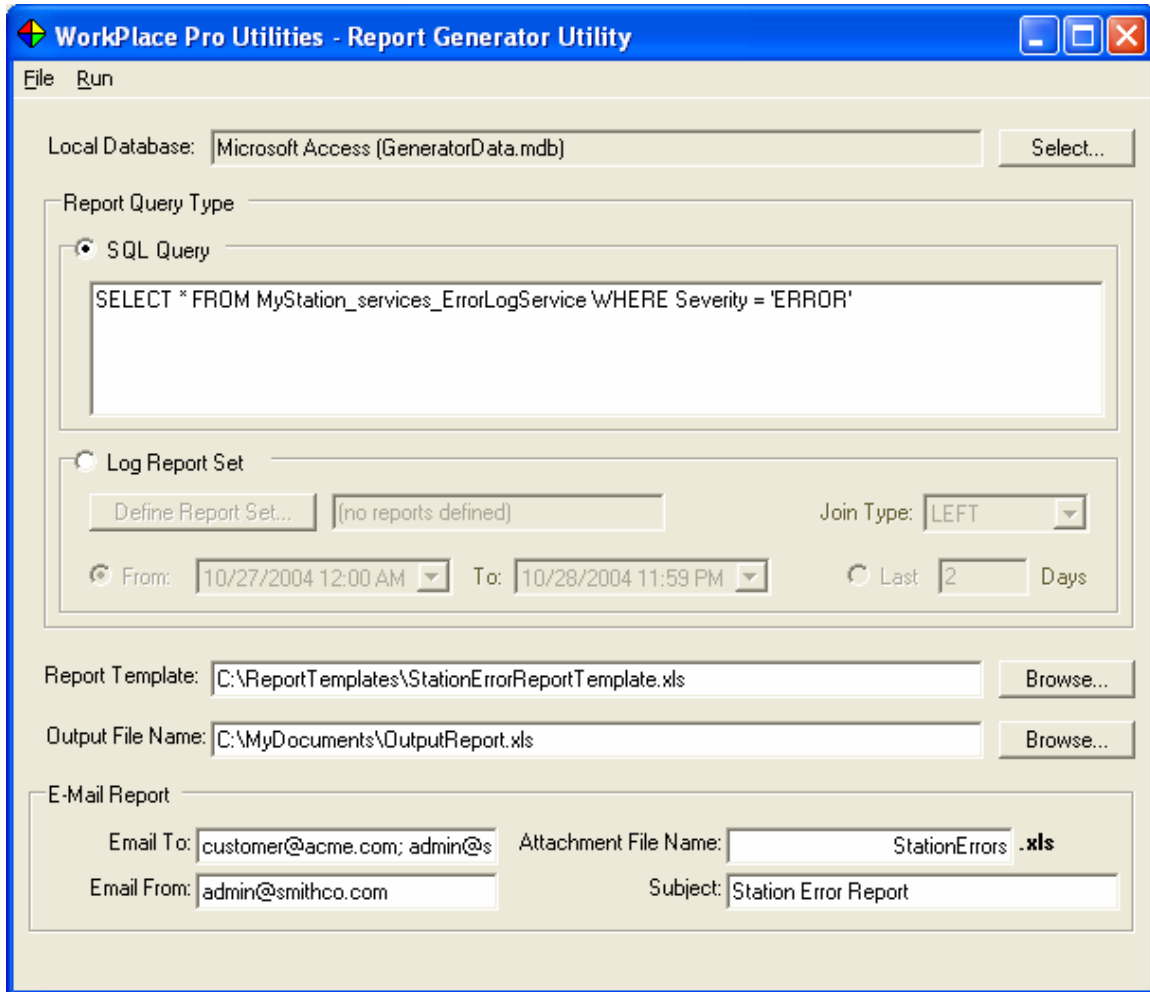 WorkPlace Pro Utilities - Report Generator Utility
File Run
Local Database: Microsoft Access (GeneratorData.mdb) Select...
Report Query Type
SQL Query
SELECT * FROM MyStation_services_ErrorLogService WHERE Severity = 'ERROR'
Log Report Set
Define Report Set... (no reports defined) Join Type: LEFT
From: 10/27/2004 12:00 AM To: 10/28/2004 11:59 PM Last 2 Days
Report Template: C:\ReportTemplates\StationErrorReportTemplate.xls Browse...
Output File Name: C:\MyDocuments\OutputReport.xls Browse...
E-Mail Report
Email To: customer@acme.com; admin@s Attachment File Name: StationErrors .xls
Email From: admin@smithco.com Subject: Station Error Report